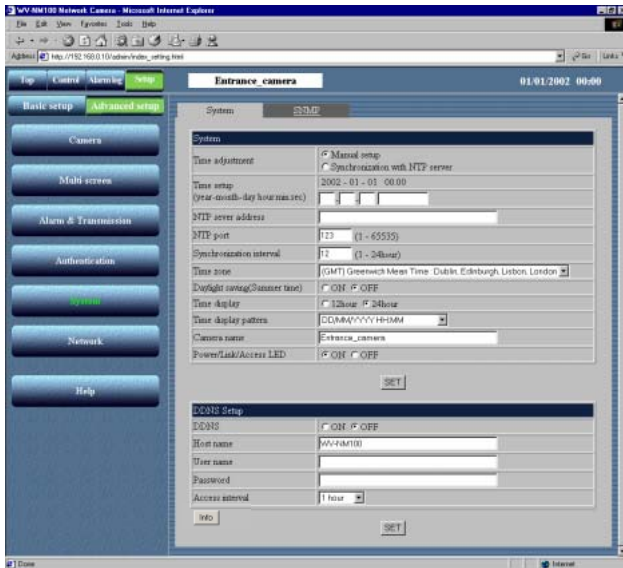 WV-NM100 Network Camera - Microsoft Internet Explorer
File Edit View Favorites Tools Help
Address http://192.168.0.10/admin/index_setting.html
Go Links
Top Control Alarm log Setup
Entrance_camera
01/01/2002 00:00
Basic setup Advanced setup
System SNMP
Camera
Multi screen
Alarm & Transmission
Authentication
System
Network
Help
System
Time adjustment Manual setup
Synchronization with NTP server
Time setup
(year-month-day hour:min:sec)
2002 - 01 - 01 00:00
- -
NTP sever address
NTP port 123 (1 - 65535)
Synchronization interval 12 (1 - 24hour)
Time zone (GMT) Greenwich Mean Time : Dublin, Edinburgh, Lisbon, London
Daylight saving(Summer time) ON OFF
Time display 12hour 24hour
Time display pattern DD/MM/YYYY HH:MM
Camera name Entrance_camera
Power/Link/Access LED ON OFF
SET
DDNS Setup
DDNS ON OFF
Host name WV-NM100
User name
Password
Access interval 1 hour
Info
SET
Done
Internet